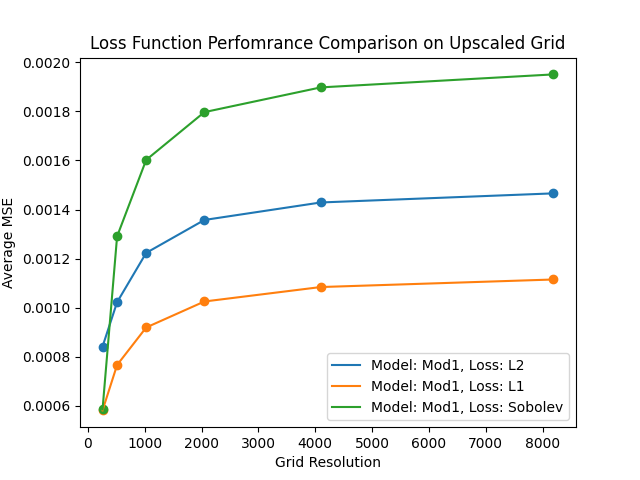 Loss Function Perfomrance Comparison on Upscaled Grid
0.0020
0.0018
0.0016
0.0014
0.0012
0.0010
0.0008
0.0006
Average MSE
Model: Mod1, Loss: L2
Model: Mod1, Loss: L1
Model: Mod1, Loss: Sobolev
0 1000 2000 3000 4000 5000 6000 7000 8000
Grid Resolution